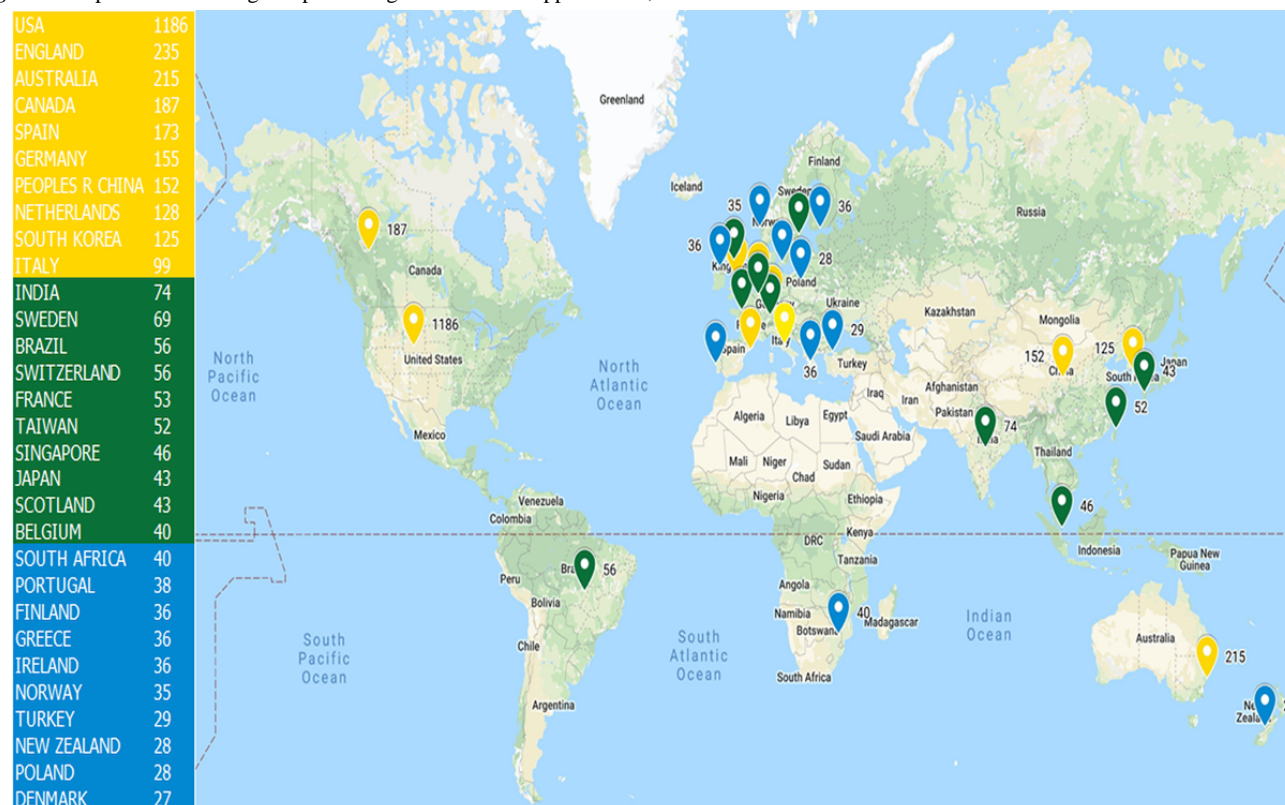 USA 1186
ENGLAND 235
AUSTRALIA 215
CANADA 187
SPAIN 173
GERMANY 155
PEOPLES R CHINA 152
NETHERLANDS 128
SOUTH KOREA 125
ITALY 99
INDIA 74
SWEDEN 69
BRAZIL 56
SWITZERLAND 56
FRANCE 53
TAIWAN 52
SINGAPORE 46
JAPAN 43
SCOTLAND 43
BELGIUM 40
SOUTH AFRICA 40
PORTUGAL 38
FINLAND 36
GREECE 36
IRELAND 36
NORWAY 35
TURKEY 29
NEW ZEALAND 28
POLAND 28
DENMARK 27
Greenland
Iceland
Finland
Sweden
Russia
35
36
187
36
Canada
28
Poland
Ukraine
Kazakhstan
Mongolia
1186
United States
29
152
125
Japan
North
Pacific
Ocean
North
Atlantic
Ocean
Spain
Italy
36
Turkey
43
Iraq
Iran
Afghanistan
Pakistan
52
Algeria
Libya
Egypt
Saudi Arabia
74
Mexico
Mali
Niger
Chad
Sudan
Thailand
Nigeria
Ethiopia
46
Venezuela
Colombia
DRC
Kenya
Tanzania
Indonesia
Papua New
Guinea
56
Peru
Bolivia
Angola
Namibia
Botswana
40
Madagascar
Indian
Ocean
South
Pacific
Ocean
South
Atlantic
Ocean
Chile
Argentina
South Africa
Australia
215